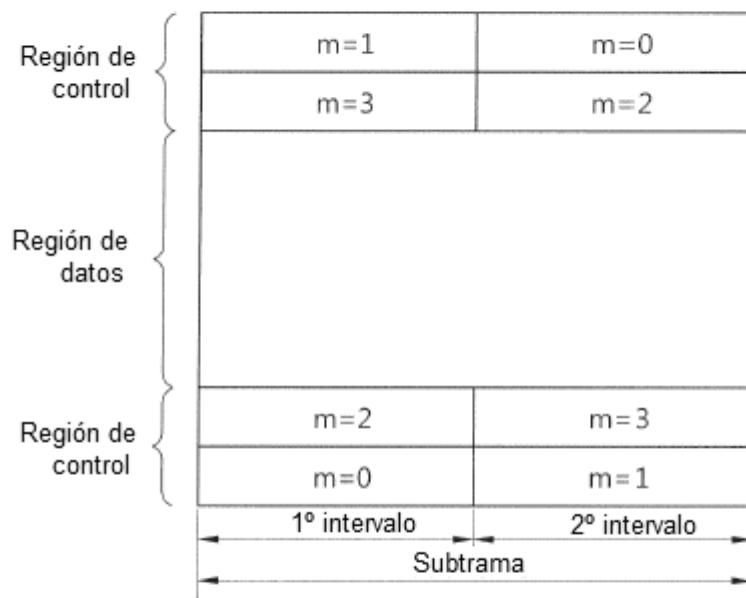 Región de
control
m=1 m=0
m=3 m=2
Región de
datos
Región de
control
m=2 m=3
m=0 m=1
1º intervalo 2º intervalo
Subtrama